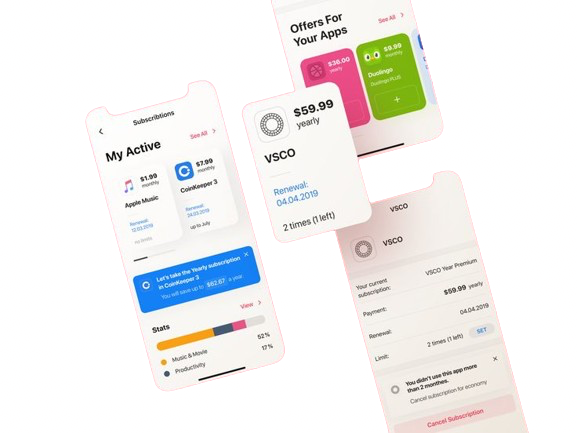 Offers For
Your Apps
See All
$36.00
yearly
$9.99
monthly
Duolingo
Duolingo PLUS
+
$59.99
yearly
VSCO
Renewal:
04.04.2019
2 times (1 left)
Subscribtions
My Active
See All
$1.99
monthly
Apple Music
Renewal:
12.03.2019
no limits
$7.99
monthly
CoinKeeper 3
Renewal:
24.03.2019
up to July
Let's take the Yearly subscription
in CoinKeeper 3
You will save up to $62.67 a year
Stats
View
Music & Movie 52%
Productivity 17%
VSCO
VSCO
Your current
subscription:
VSCO Year Premium
Payment: $59.99 yearly
Renewal: 04.04.2019
Limit: 2 times (1 left) SET
You didn't use this app more
than 2 monthes.
Cancel subscription for economy
Cancel Subscription